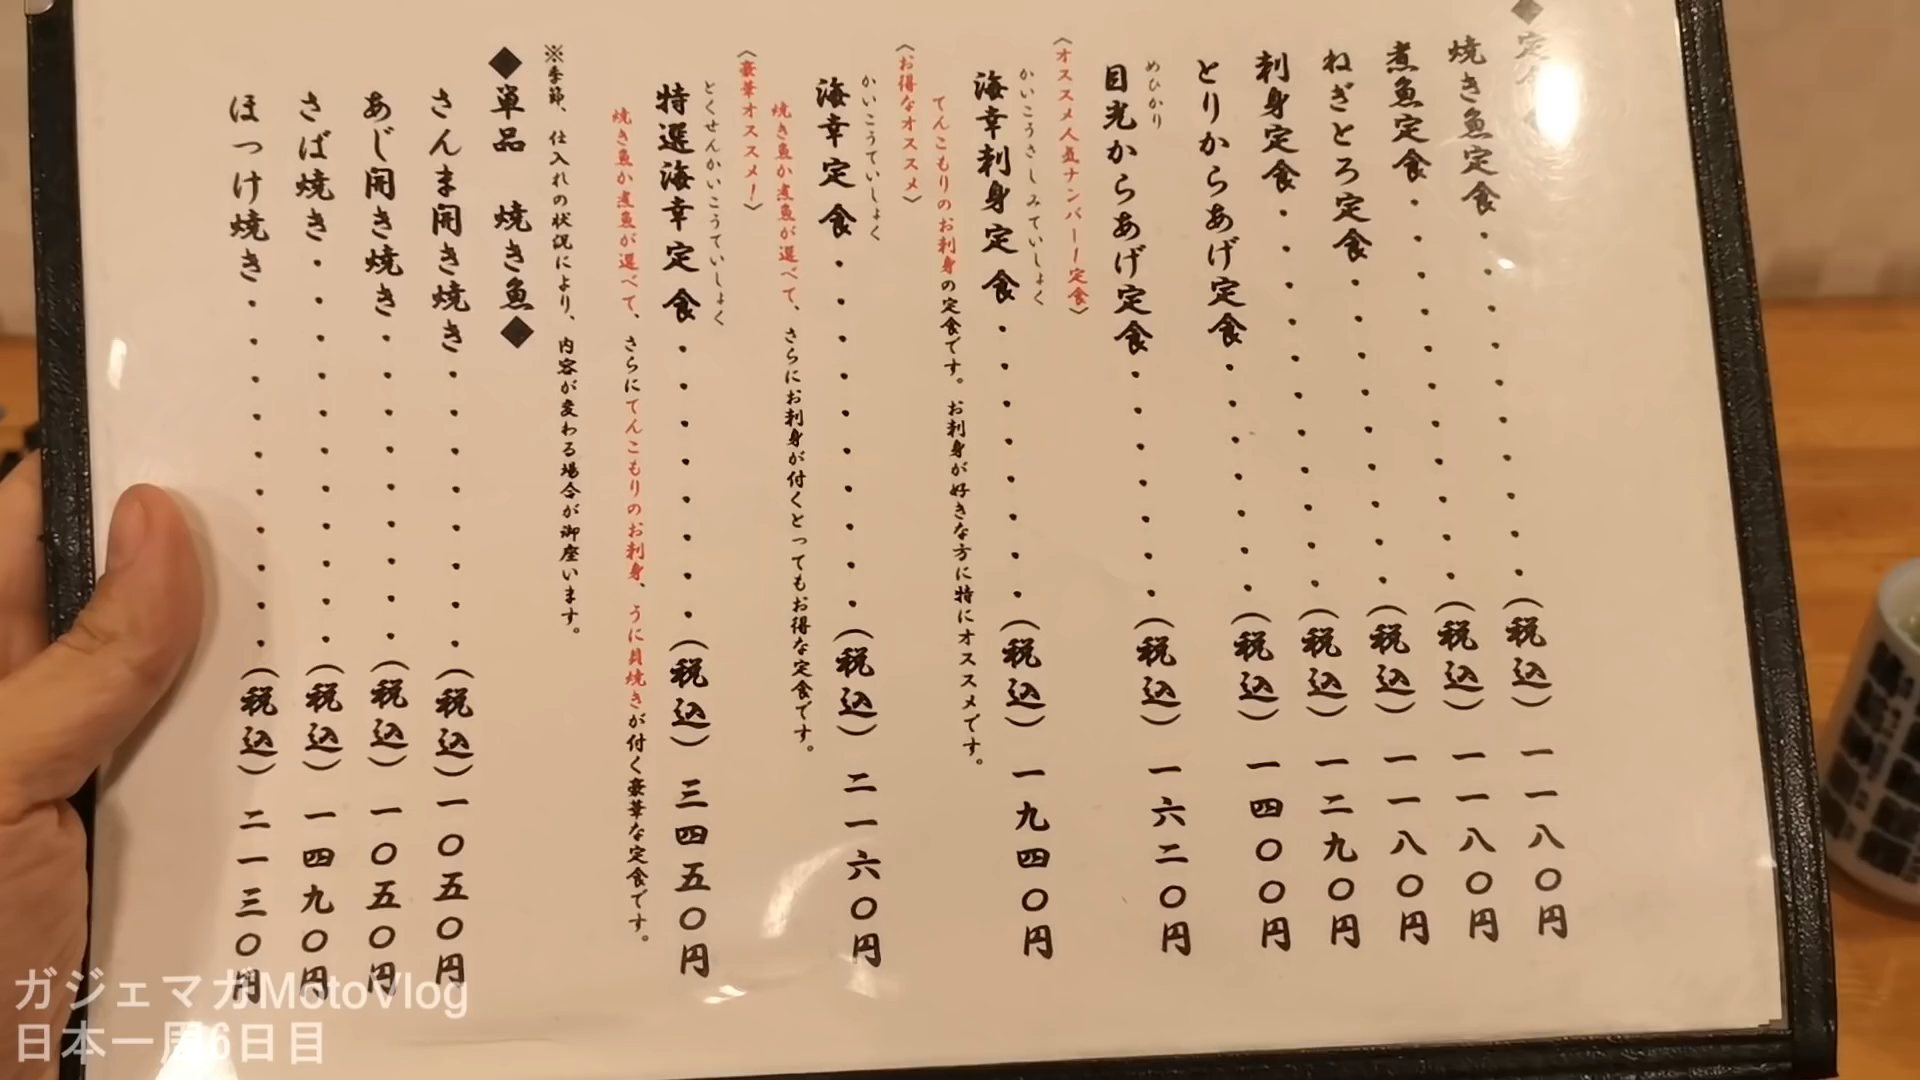 ◆定食
焼き魚定食・・・・・・・・・・(税込)一一八〇円
煮魚定食・・・・・・・・・・・(税込)一一八〇円
ねぎとろ定食・・・・・・・・・(税込)一一八〇円
刺身定食・・・・・・・・・・・(税込)一二九〇円
とりからあげ定食・・・・・・・(税込)一四〇〇円
めひかり
目光からあげ定食・・・・・・・(税込)一六二〇円
〈オススメ人気ナンバー1定食〉
かいこうさしみていしょく
海幸刺身定食・・・・・・・・(税込)一九四〇円
てんこもりのお刺身の定食です。お刺身が好きな方に特にオススメです。
〈お得なオススメ〉
かいこうていしょく
海幸定食・・・・・・・・・・(税込)二一六〇円
焼き魚か煮魚が選べて、さらにお刺身が付くとってもお得な定食です。
〈豪華オススメ!〉
とくせんかいこうていしょく
特選海幸定食・・・・・・・・(税込)三四五〇円
焼き魚か煮魚が選べて、さらにてんこもりのお刺身、うに貝焼きが付く豪華な定食です。
※季節、仕入れの状況により、内容が変わる場合が御座います。
◆単品 焼き魚◆
さんま開き焼き・・・・・・・・(税込)一〇五〇円
あじ開き焼き・・・・・・・・・(税込)一〇五〇円
さば焼き・・・・・・・・・・・(税込)一四九〇円
ほっけ焼き・・・・・・・・・・(税込)二一三〇円
ガジェマガMotoVlog
日本一周6日目